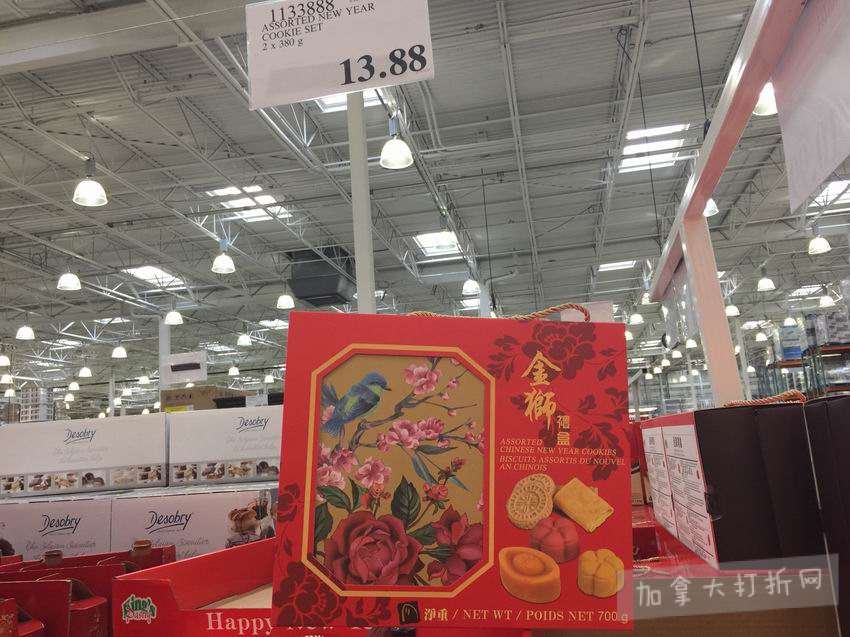 1133888
ASSORTED NEW YEAR
COOKIE SET
2 x 380 g
13.88
金獅
禮盒
ASSORTED
CHINESE NEW YEAR COOKIES
BISCUITS ASSORTIS DU NOUVEL
AN CHINOIS
淨重 / NET WT / POIDS NET 700 g
Desobry
Desobry
Desobry
Desobry
King's
Happy New
加拿大打折网